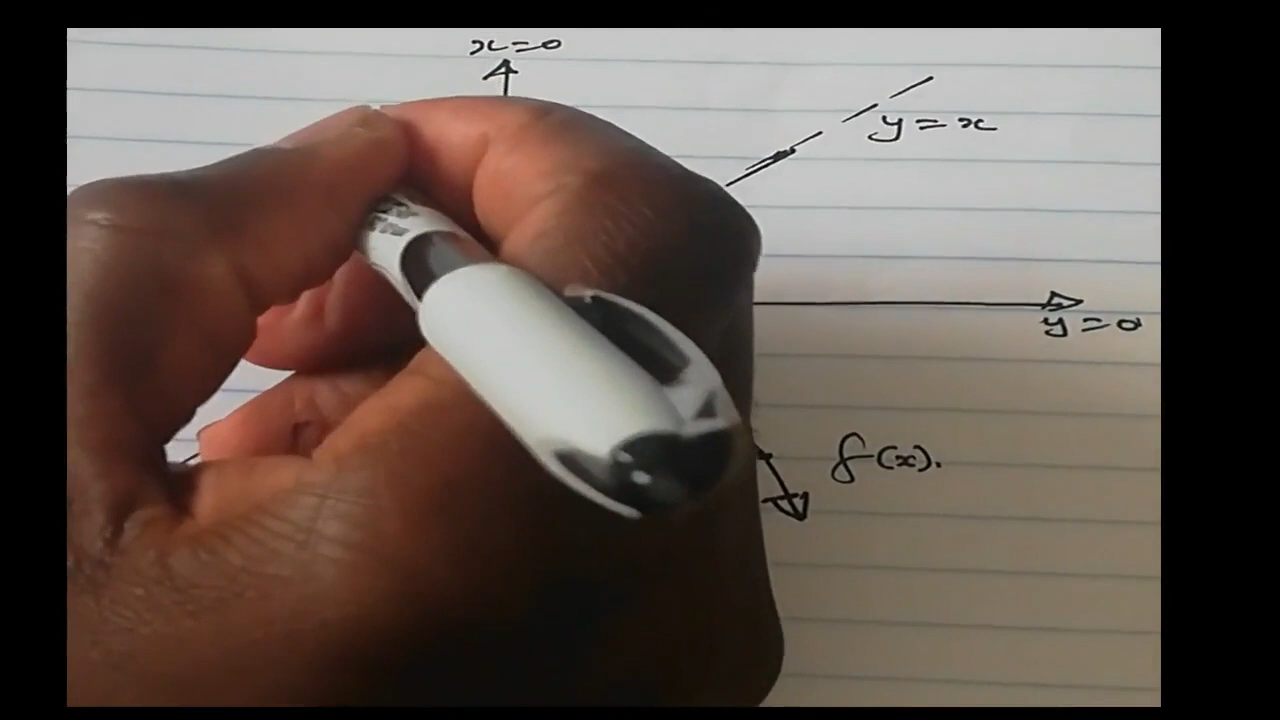 x=0
y=x
y=0
f(x).